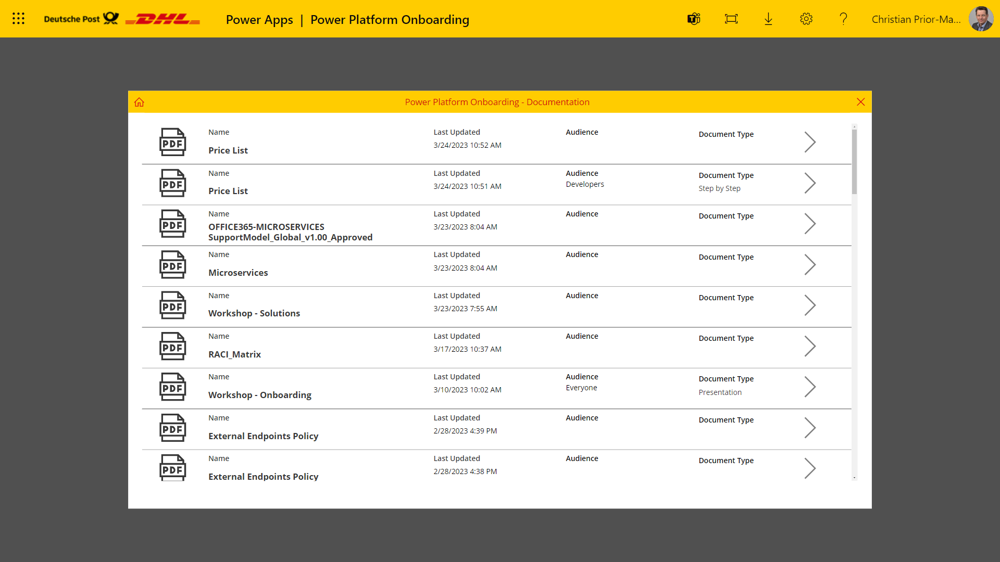 Deutsche Post DHL Power Apps | Power Platform Onboarding Christian Prior-Ma...
Power Platform Onboarding - Documentation
PDF Name Last Updated Audience Document Type
Price List 3/24/2023 10:52 AM
PDF Name Last Updated Audience Document Type
Price List 3/24/2023 10:51 AM Developers Step by Step
PDF Name Last Updated Audience Document Type
OFFICE365-MICROSERVICES 3/23/2023 8:04 AM
SupportModel_Global_v1.00_Approved
PDF Name Last Updated Audience Document Type
Microservices 3/23/2023 8:04 AM
PDF Name Last Updated Audience Document Type
Workshop - Solutions 3/23/2023 7:55 AM
PDF Name Last Updated Audience Document Type
RACI_Matrix 3/17/2023 10:37 AM
PDF Name Last Updated Audience Document Type
Workshop - Onboarding 3/10/2023 10:02 AM Everyone Presentation
PDF Name Last Updated Audience Document Type
External Endpoints Policy 2/28/2023 4:39 PM
PDF Name Last Updated Audience Document Type
External Endpoints Policy 2/28/2023 4:38 PM